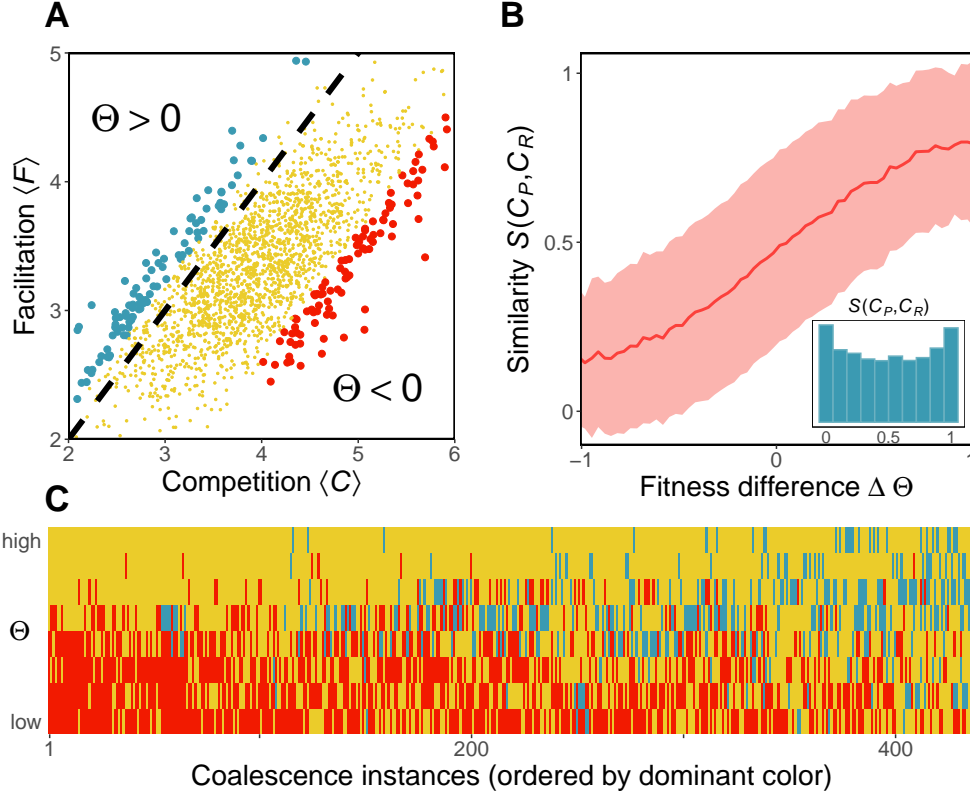 A
B
5
4
3
2
Facilitation ⟨F⟩
Θ > 0
Θ < 0
2
3
4
5
6
Competition ⟨C⟩
1
0.5
0
Similarity S(C_P,C_R)
S(C_P,C_R)
0
0.5
1
−1
0
1
Fitness difference Δ Θ
C
high
Θ
low
1
200
400
Coalescence instances (ordered by dominant color)